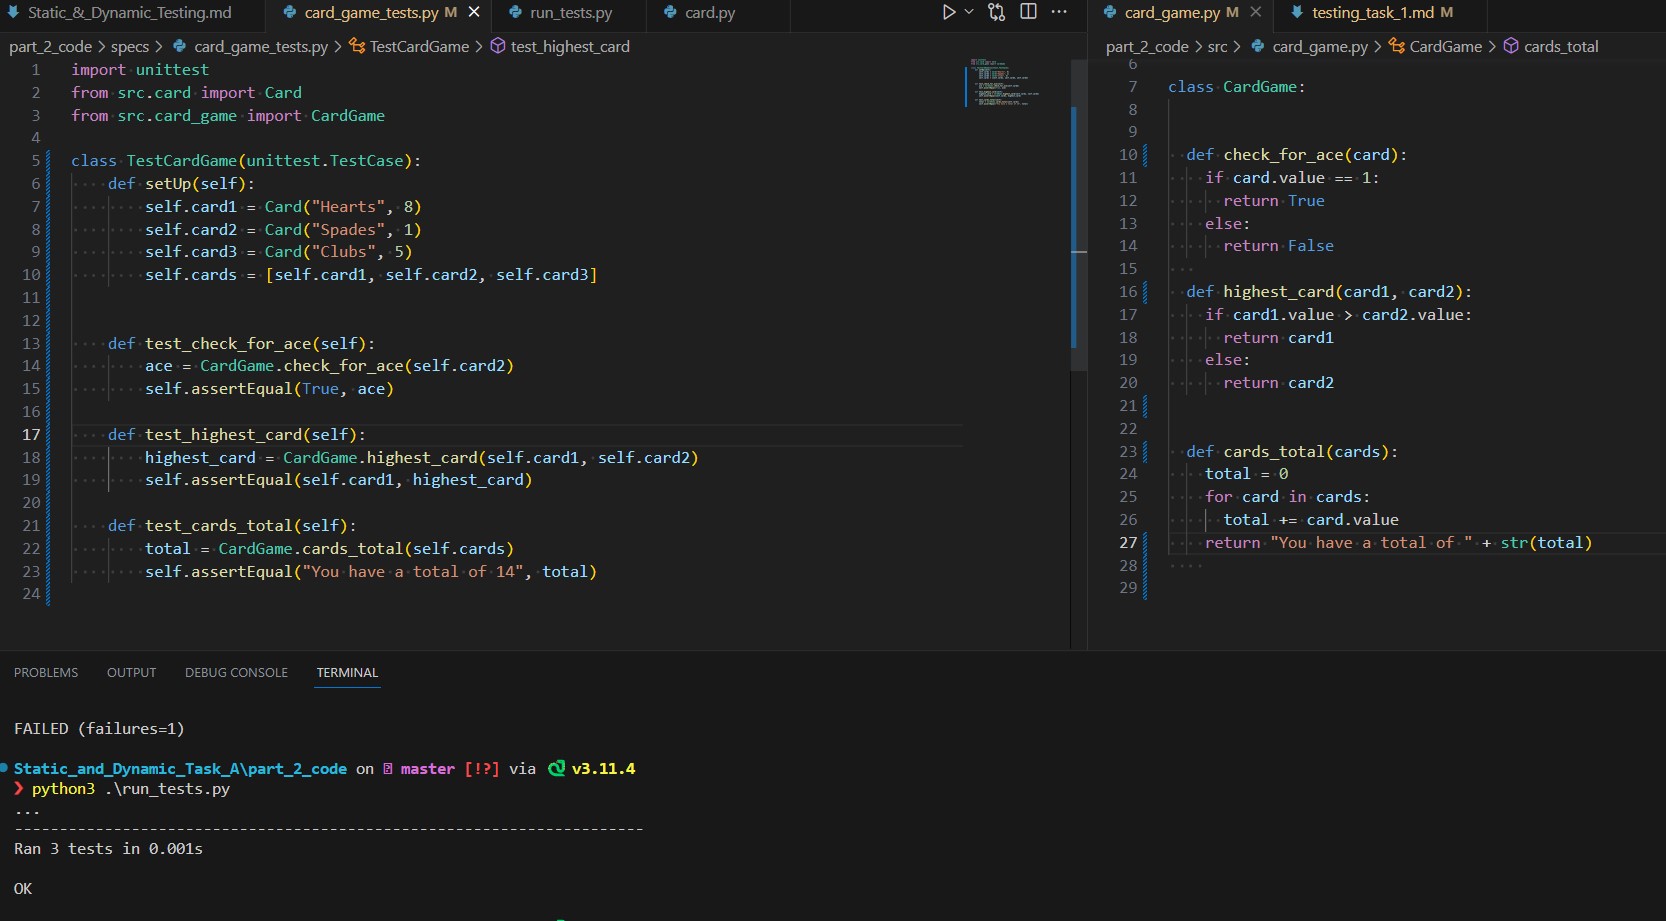 Static_&_Dynamic_Testing.md
card_game_tests.py M
run_tests.py
card.py
part_2_code > specs > card_game_tests.py > TestCardGame > test_highest_card
1 import unittest
2 from src.card import Card
3 from src.card_game import CardGame
4
5 class TestCardGame(unittest.TestCase):
6 def setUp(self):
7 self.card1 = Card("Hearts", 8)
8 self.card2 = Card("Spades", 1)
9 self.card3 = Card("Clubs", 5)
10 self.cards = [self.card1, self.card2, self.card3]
11
12
13 def test_check_for_ace(self):
14 ace = CardGame.check_for_ace(self.card2)
15 self.assertEqual(True, ace)
16
17 def test_highest_card(self):
18 highest_card = CardGame.highest_card(self.card1, self.card2)
19 self.assertEqual(self.card1, highest_card)
20
21 def test_cards_total(self):
22 total = CardGame.cards_total(self.cards)
23 self.assertEqual("You have a total of 14", total)
24
card_game.py M
testing_task_1.md M
part_2_code > src > card_game.py > CardGame > cards_total
6
7 class CardGame:
8
9
10 def check_for_ace(card):
11 if card.value == 1:
12 return True
13 else:
14 return False
15
16 def highest_card(card1, card2):
17 if card1.value > card2.value:
18 return card1
19 else:
20 return card2
21
22
23 def cards_total(cards):
24 total = 0
25 for card in cards:
26 total += card.value
27 return "You have a total of " + str(total)
28
29
PROBLEMS
OUTPUT
DEBUG CONSOLE
TERMINAL
FAILED (failures=1)
Static_and_Dynamic_Task_A\part_2_code on master [!?] via v3.11.4
❯ python3 .\run_tests.py
...
----------------------------------------------------------------------
Ran 3 tests in 0.001s
OK